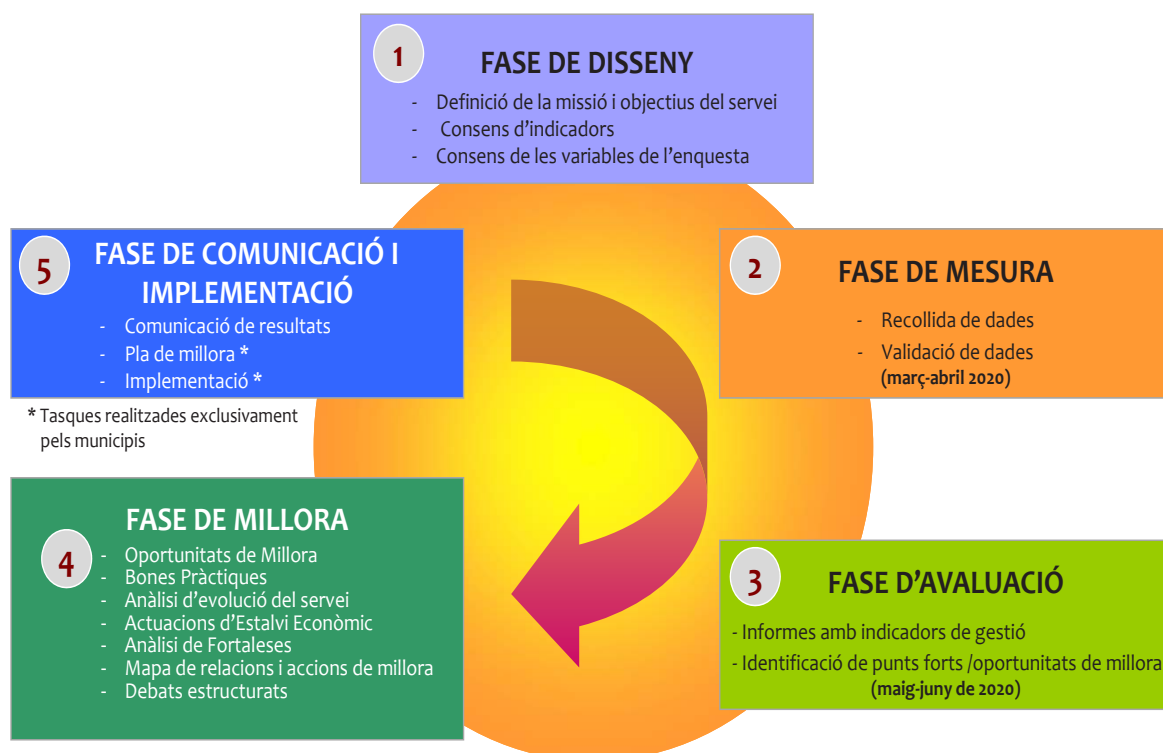 1
FASE DE DISSENY
- Definició de la missió i objectius del servei
- Consens d'indicadors
- Consens de les variables de l'enquesta
2
FASE DE MESURA
- Recollida de dades
- Validació de dades
(març-abril 2020)
3
FASE D'AVALUACIÓ
- Informes amb indicadors de gestió
- Identificació de punts forts /oportunitats de millora
(maig-juny de 2020)
4
FASE DE MILLORA
- Oportunitats de Millora
- Bones Pràctiques
- Anàlisi d'evolució del servei
- Actuacions d'Estalvi Econòmic
- Anàlisi de Fortaleses
- Mapa de relacions i accions de millora
- Debats estructurats
5
FASE DE COMUNICACIÓ I
IMPLEMENTACIÓ
- Comunicació de resultats
- Pla de millora *
- Implementació *
* Tasques realitzades exclusivament
pels municipis